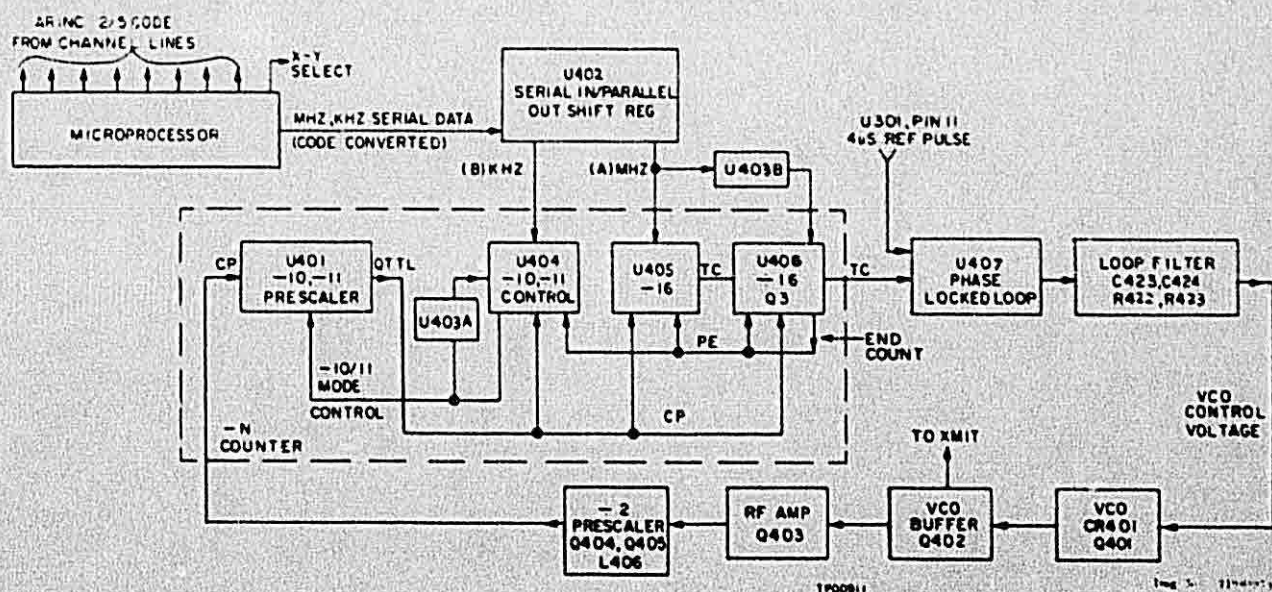 ARINC 2/5 CODE
FROM CHANNEL LINES
X-Y
SELECT
MICROPROCESSOR
MHZ,KHZ SERIAL DATA
(CODE CONVERTED)
U402
SERIAL IN/PARALLEL
OUT SHIFT REG
(B)KHZ
(A)MHZ
U403B
U301, PIN 11
4uS REF PULSE
CP
U401
-10,-11
PRESCALER
QTTL
U403A
U404
-10,-11
CONTROL
U405
-16
TC
U406
-16
Q3
TC
U407
PHASE
LOCKED LOOP
LOOP FILTER
C423,C424
R422,R423
PE
END
COUNT
-10/11
MODE
CONTROL
CP
-N
COUNTER
VCO
CONTROL
VOLTAGE
TO XMIT
-2
PRESCALER
Q404, Q405
L406
RF AMP
Q403
VCO
BUFFER
Q402
VCO
CR401
Q401
TP00911